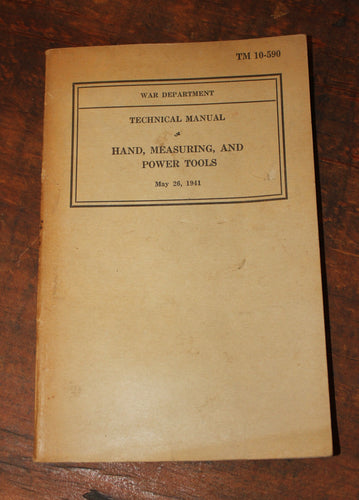 TM 10-590
WAR DEPARTMENT
TECHNICAL MANUAL
HAND, MEASURING, AND
POWER TOOLS
May 26, 1941